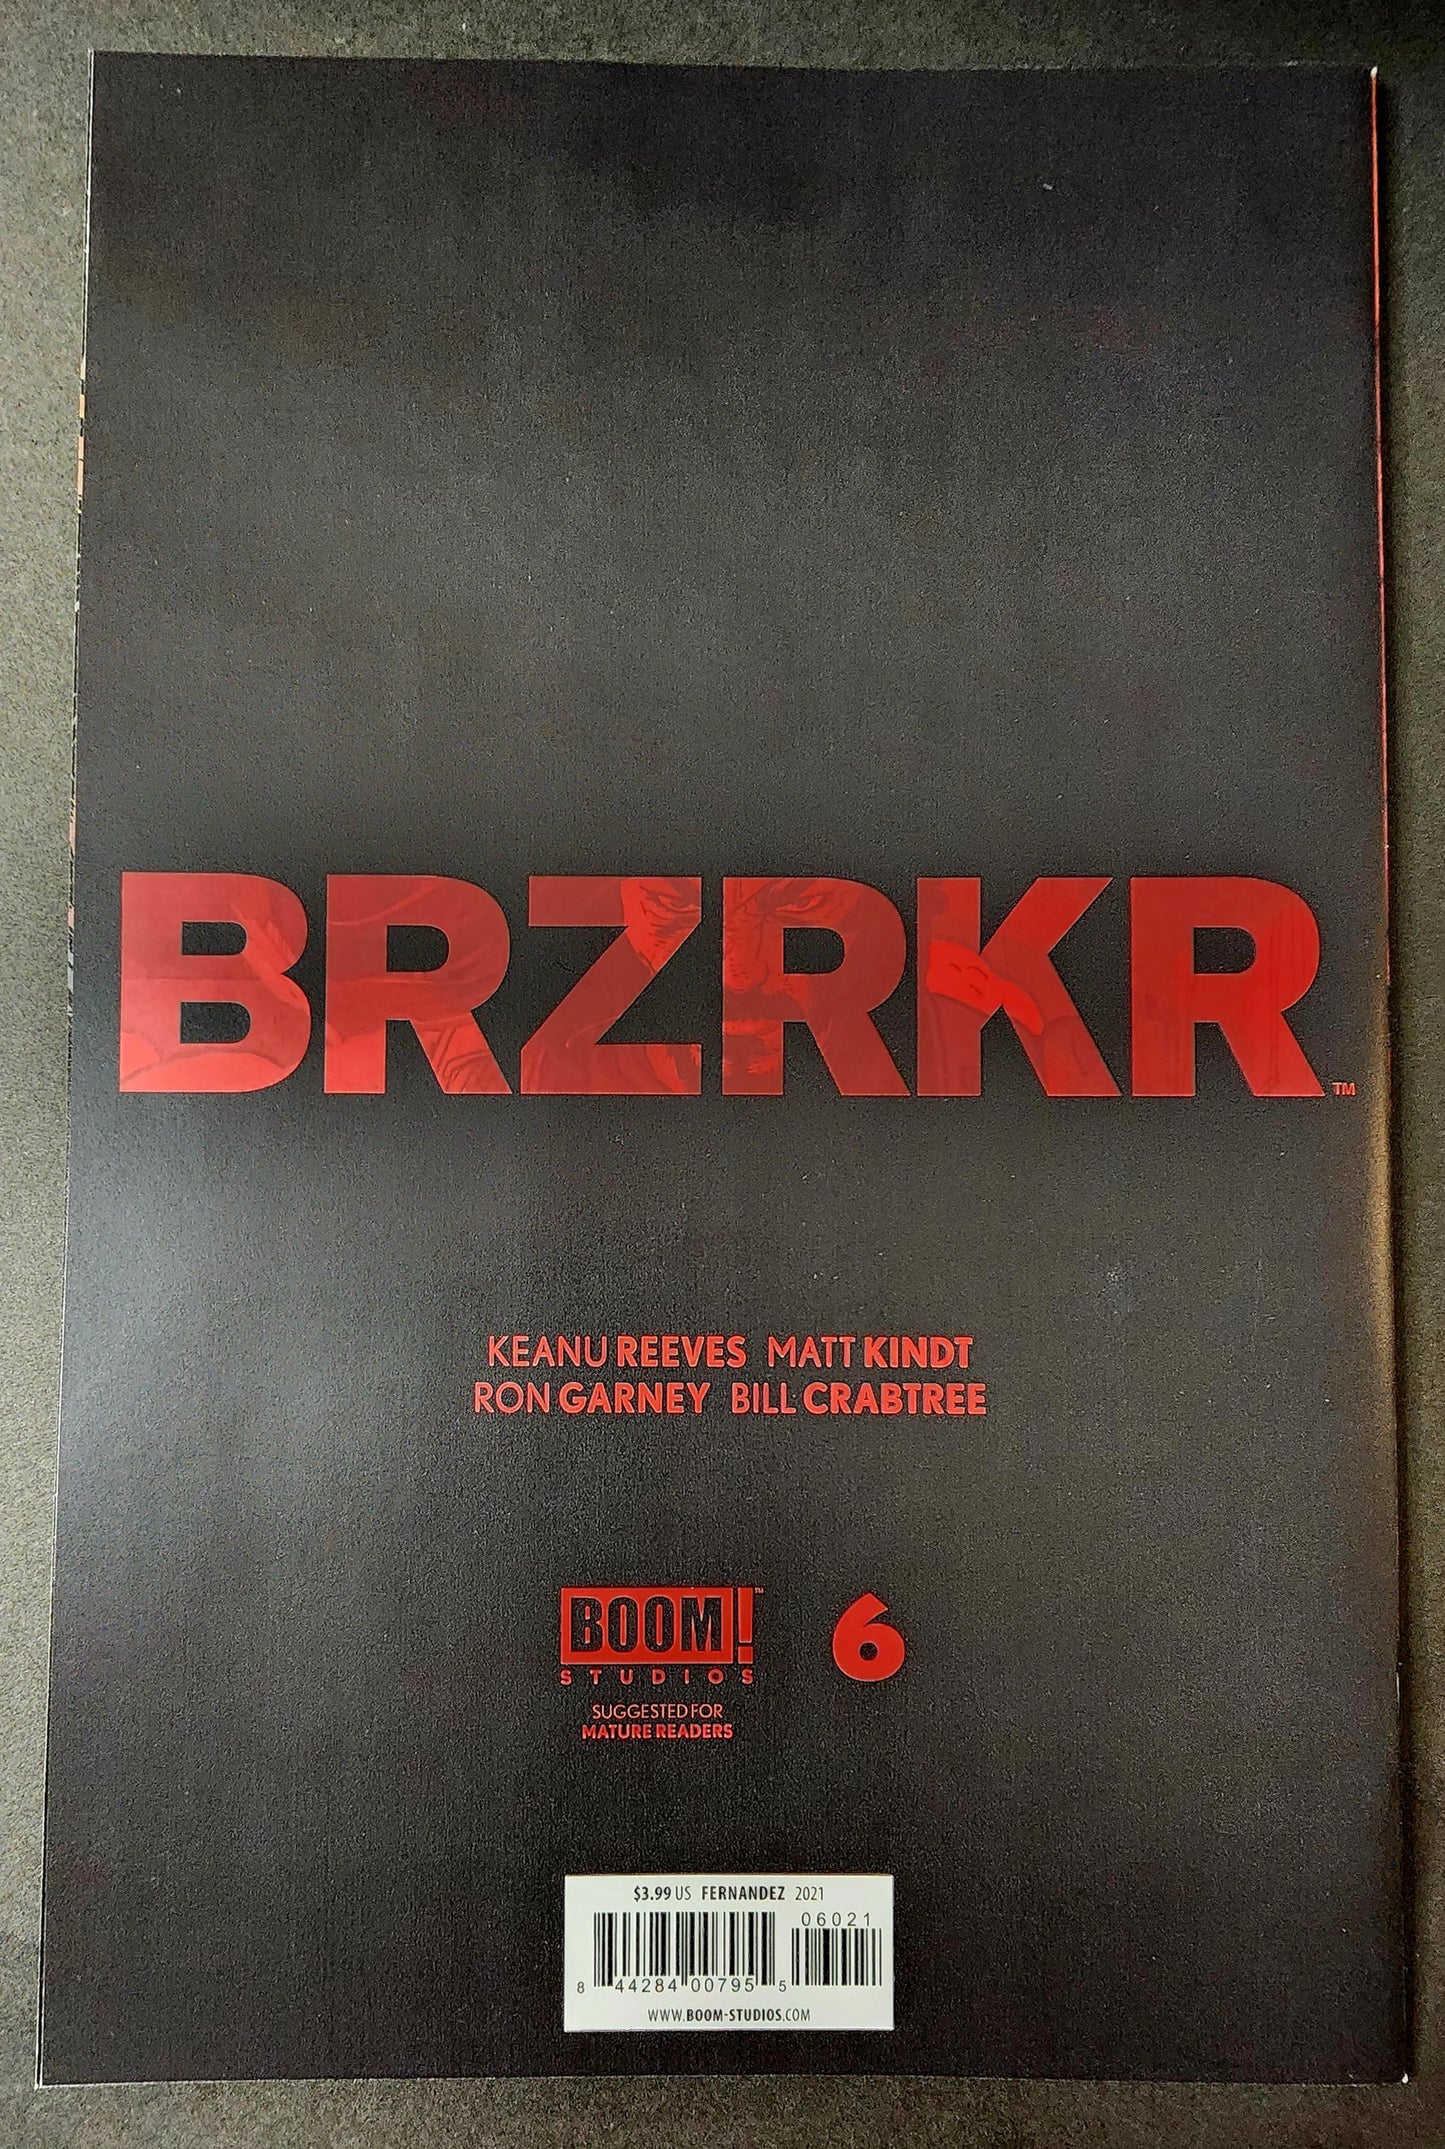 BRZRKR™
KEANU REEVES MATT KINDT
RON GARNEY BILL CRABTREE
BOOM!™ 6
STUDIOS
SUGGESTED FOR
MATURE READERS
$3.99 US FERNANDEZ 2021
06021
8 44284 00795 5
WWW.BOOM-STUDIOS.COM